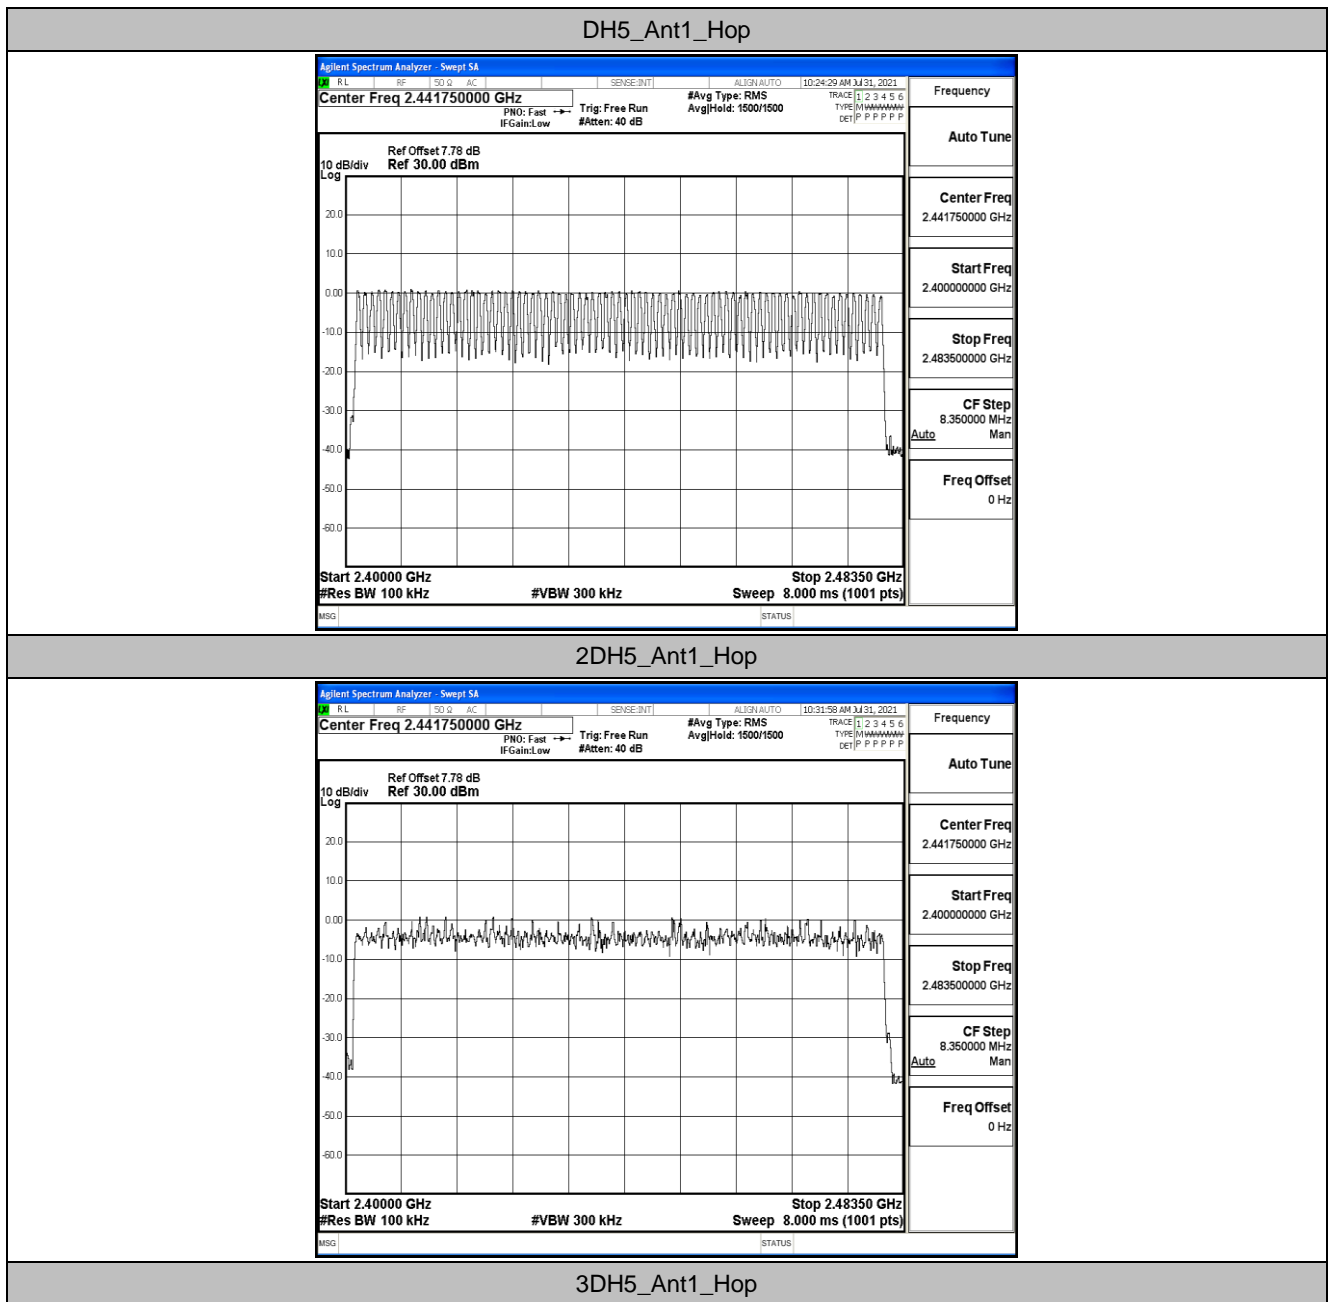 DH5_Ant1_Hop
Agilent Spectrum Analyzer - Swept SA
RL RF 50 Ω AC SENSE:INT ALIGN AUTO 10:24:29 AM Jul 31, 2021
Center Freq 2.441750000 GHz
PNO: Fast
IFGain:Low
Trig: Free Run
#Atten: 40 dB
#Avg Type: RMS
Avg|Hold: 1500/1500
TRACE 1 2 3 4 5 6
TYPE M
DET P P P P P P
Frequency
Auto Tune
Ref Offset 7.78 dB
10 dB/div Ref 30.00 dBm
Log
20.0
10.0
0.00
-10.0
-20.0
-30.0
-40.0
-50.0
-60.0
Center Freq
2.441750000 GHz
Start Freq
2.400000000 GHz
Stop Freq
2.483500000 GHz
CF Step
8.350000 MHz
Auto Man
Freq Offset
0 Hz
Start 2.40000 GHz Stop 2.48350 GHz
#Res BW 100 kHz #VBW 300 kHz Sweep 8.000 ms (1001 pts)
MSG STATUS
2DH5_Ant1_Hop
Agilent Spectrum Analyzer - Swept SA
RL RF 50 Ω AC SENSE:INT ALIGN AUTO 10:31:58 AM Jul 31, 2021
Center Freq 2.441750000 GHz
PNO: Fast
IFGain:Low
Trig: Free Run
#Atten: 40 dB
#Avg Type: RMS
Avg|Hold: 1500/1500
TRACE 1 2 3 4 5 6
TYPE M
DET P P P P P P
Frequency
Auto Tune
Ref Offset 7.78 dB
10 dB/div Ref 30.00 dBm
Log
20.0
10.0
0.00
-10.0
-20.0
-30.0
-40.0
-50.0
-60.0
Center Freq
2.441750000 GHz
Start Freq
2.400000000 GHz
Stop Freq
2.483500000 GHz
CF Step
8.350000 MHz
Auto Man
Freq Offset
0 Hz
Start 2.40000 GHz Stop 2.48350 GHz
#Res BW 100 kHz #VBW 300 kHz Sweep 8.000 ms (1001 pts)
MSG STATUS
3DH5_Ant1_Hop